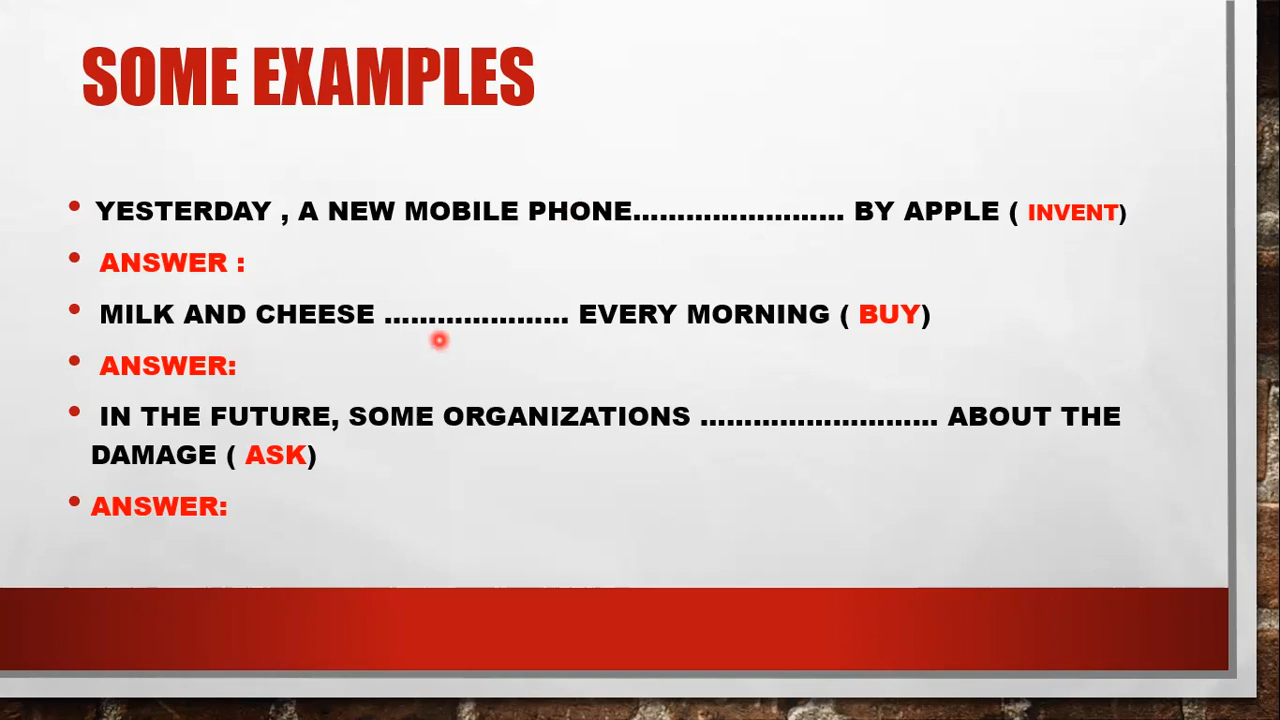 SOME EXAMPLES
• YESTERDAY , A NEW MOBILE PHONE........................ BY APPLE ( INVENT)
• ANSWER :
• MILK AND CHEESE ..................... EVERY MORNING ( BUY)
• ANSWER:
• IN THE FUTURE, SOME ORGANIZATIONS ........................... ABOUT THE
DAMAGE ( ASK)
• ANSWER: